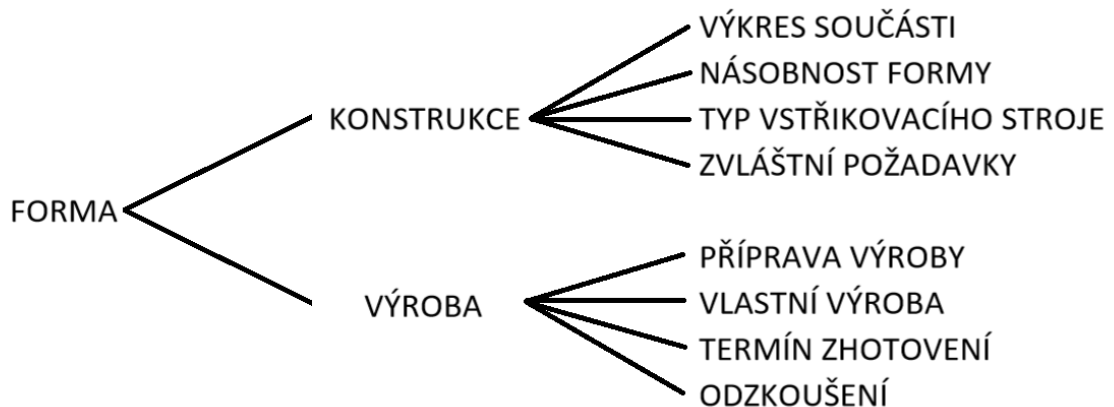 FORMA
KONSTRUKCE
VÝKRES SOUČÁSTI
NÁSOBNOST FORMY
TYP VSTŘIKOVACÍHO STROJE
ZVLÁŠTNÍ POŽADAVKY
VÝROBA
PŘÍPRAVA VÝROBY
VLASTNÍ VÝROBA
TERMÍN ZHOTOVENÍ
ODZKOUŠENÍ